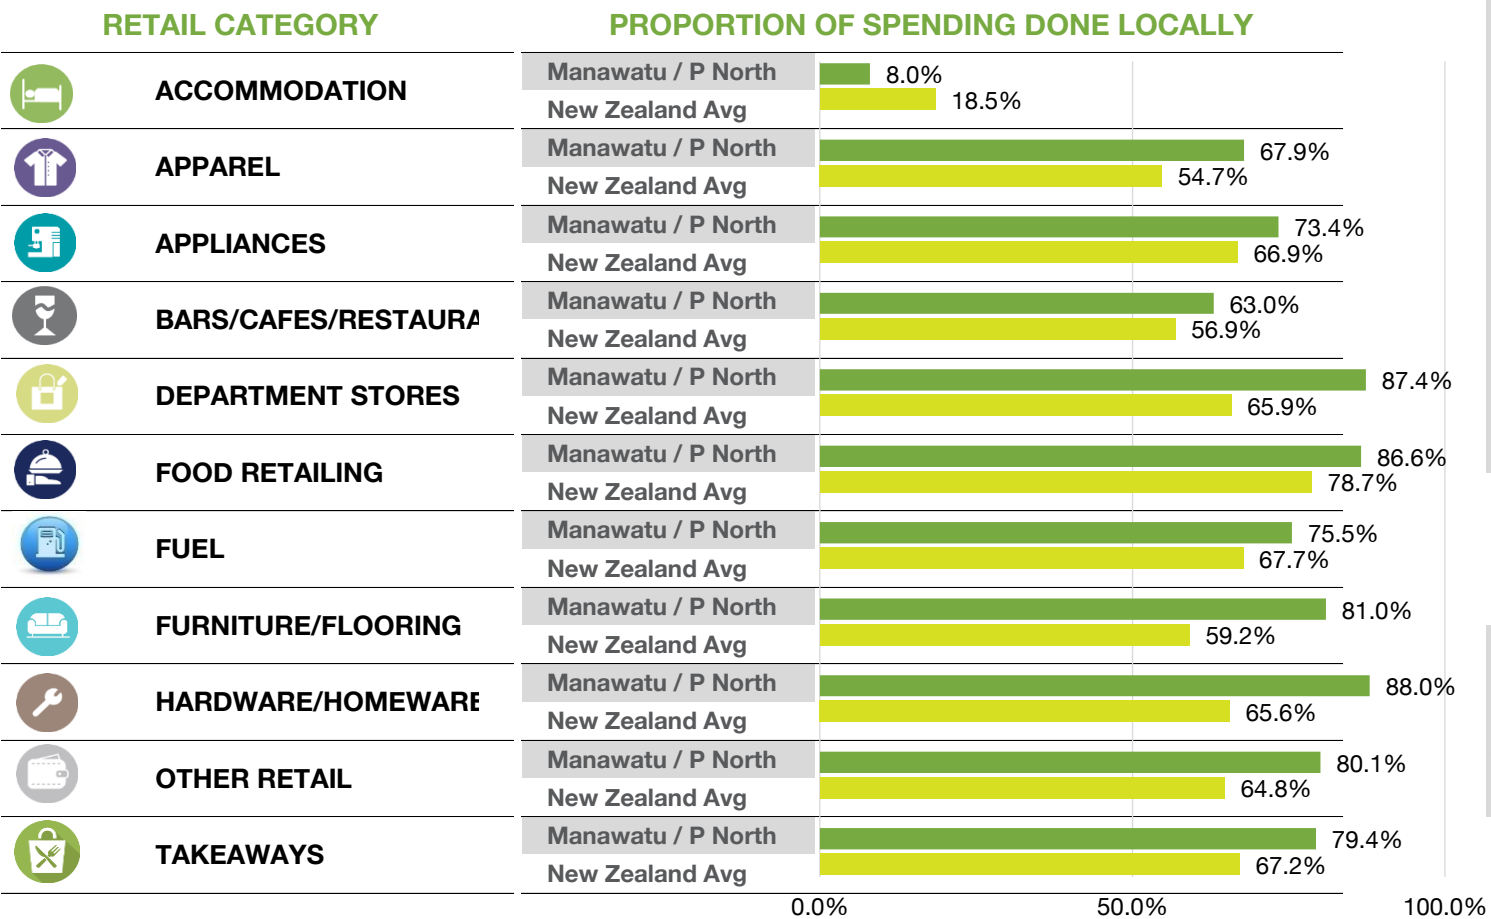 RETAIL CATEGORY
PROPORTION OF SPENDING DONE LOCALLY
ACCOMMODATION
Manawatu / P North
8.0%
New Zealand Avg
18.5%
APPAREL
Manawatu / P North
67.9%
New Zealand Avg
54.7%
APPLIANCES
Manawatu / P North
73.4%
New Zealand Avg
66.9%
BARS/CAFES/RESTAURA
Manawatu / P North
63.0%
New Zealand Avg
56.9%
DEPARTMENT STORES
Manawatu / P North
87.4%
New Zealand Avg
65.9%
FOOD RETAILING
Manawatu / P North
86.6%
New Zealand Avg
78.7%
FUEL
Manawatu / P North
75.5%
New Zealand Avg
67.7%
FURNITURE/FLOORING
Manawatu / P North
81.0%
New Zealand Avg
59.2%
HARDWARE/HOMEWARE
Manawatu / P North
88.0%
New Zealand Avg
65.6%
OTHER RETAIL
Manawatu / P North
80.1%
New Zealand Avg
64.8%
TAKEAWAYS
Manawatu / P North
79.4%
New Zealand Avg
67.2%
0.0% 50.0% 100.0%